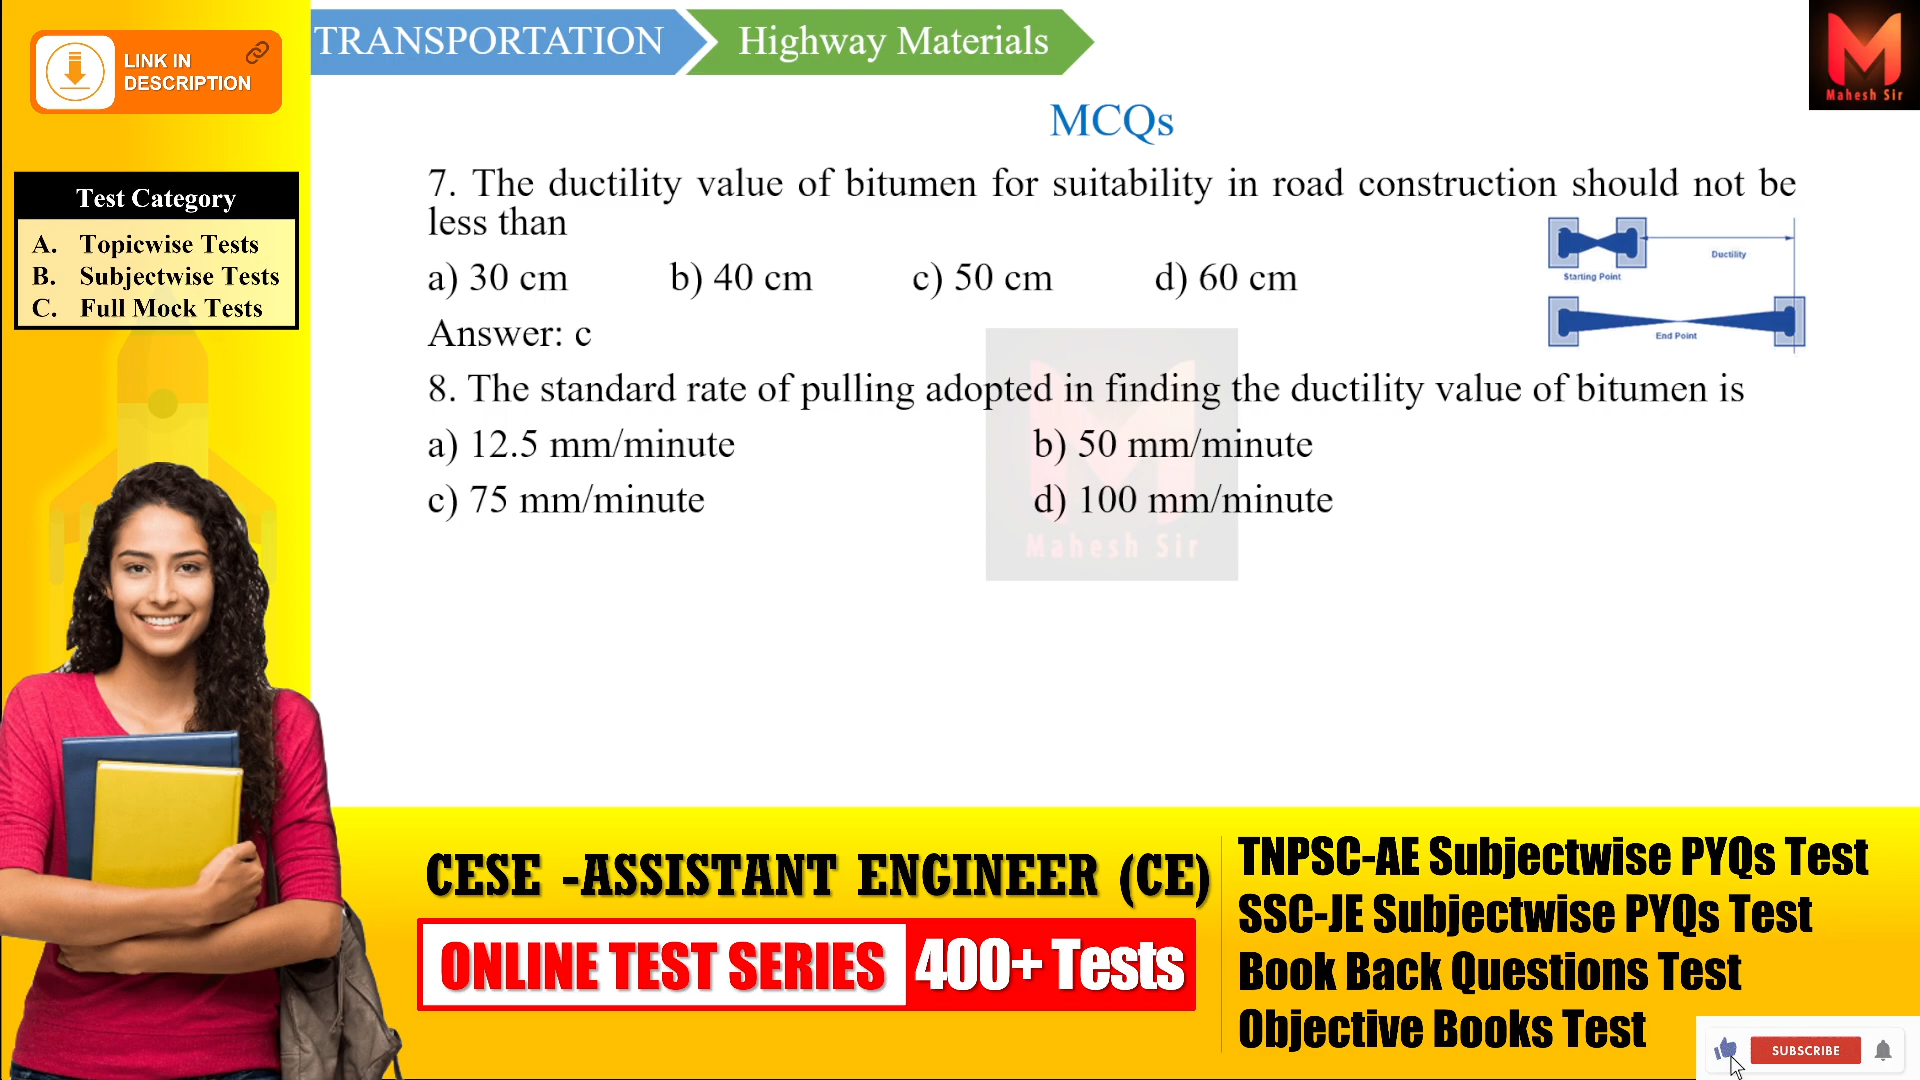 LINK IN
DESCRIPTION
TRANSPORTATION
Highway Materials
Mahesh Sir
MCQs
Test Category
A. Topicwise Tests
B. Subjectwise Tests
C. Full Mock Tests
7. The ductility value of bitumen for suitability in road construction should not be
less than
a) 30 cm b) 40 cm c) 50 cm d) 60 cm
Answer: c
Ductility
Starting Point
End Point
8. The standard rate of pulling adopted in finding the ductility value of bitumen is
a) 12.5 mm/minute b) 50 mm/minute
c) 75 mm/minute d) 100 mm/minute
Mahesh Sir
CESE -ASSISTANT ENGINEER (CE)
ONLINE TEST SERIES 400+ Tests
TNPSC-AE Subjectwise PYQs Test
SSC-JE Subjectwise PYQs Test
Book Back Questions Test
Objective Books Test
SUBSCRIBE